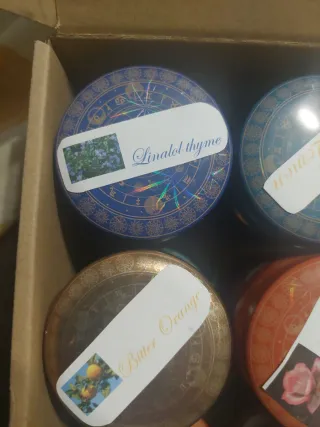 Linalol thyme
Bitter Orange